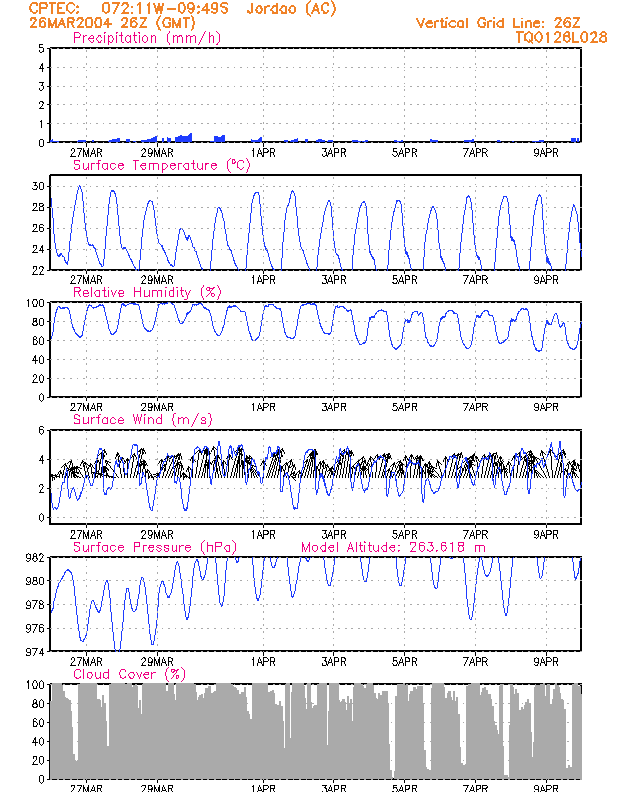 CPTEC: 072:11W-09:49S Jordao (AC)
26MAR2004 26Z (GMT) Vertical Grid Line: 26Z
Precipitation (mm/h) TQ0126L028
5
4
3
2
1
0
27MAR 29MAR 1APR 3APR 5APR 7APR 9APR
Surface Temperature (°C)
30
28
26
24
22
27MAR 29MAR 1APR 3APR 5APR 7APR 9APR
Relative Humidity (%)
100
80
60
40
20
0
27MAR 29MAR 1APR 3APR 5APR 7APR 9APR
Surface Wind (m/s)
6
4
2
0
27MAR 29MAR 1APR 3APR 5APR 7APR 9APR
Surface Pressure (hPa) Model Altitude: 263.618 m
982
980
978
976
974
27MAR 29MAR 1APR 3APR 5APR 7APR 9APR
Cloud Cover (%)
100
80
60
40
20
0
27MAR 29MAR 1APR 3APR 5APR 7APR 9APR